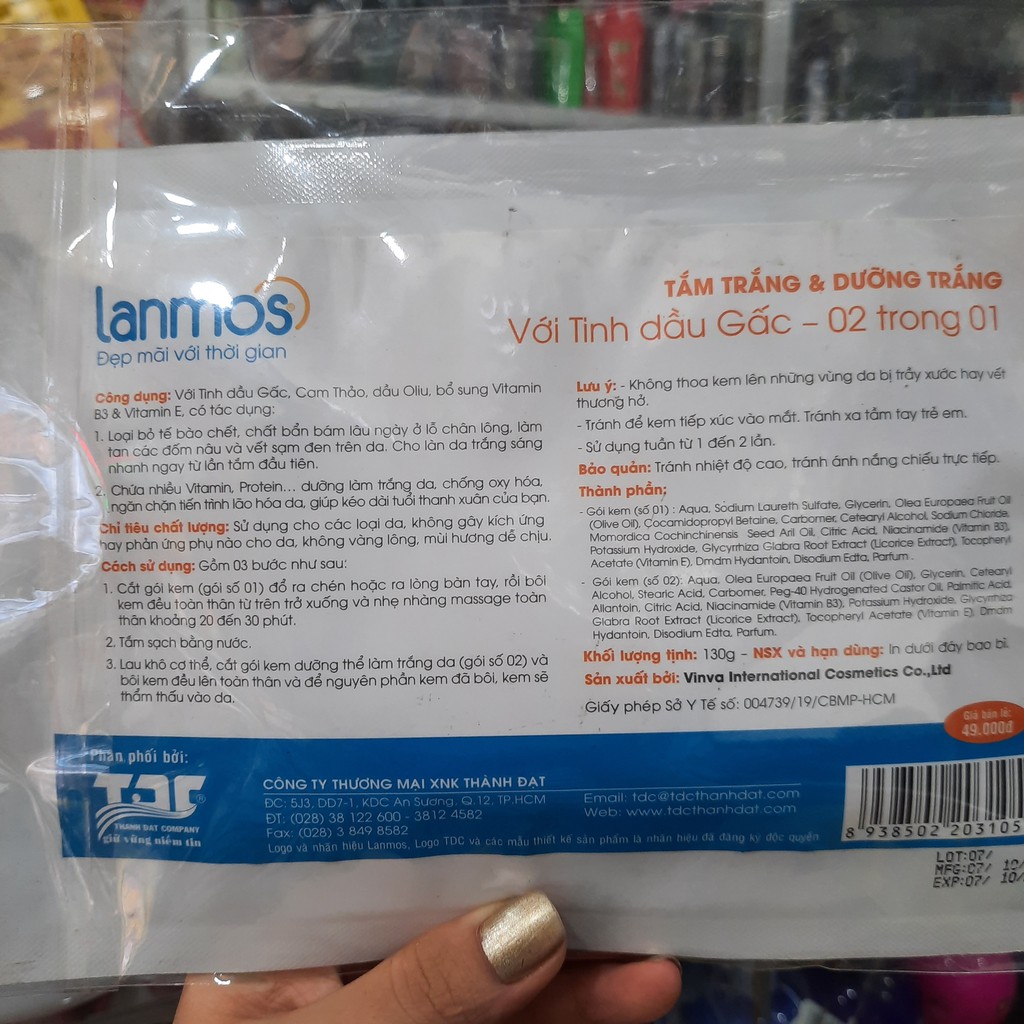 lanmos
Đẹp mãi với thời gian
TẮM TRẮNG & DƯỠNG TRẮNG
Với Tinh dầu Gấc - 02 trong 01
Công dụng: Với Tinh dầu Gấc, Cam Thảo, dầu Oliu, bổ sung Vitamin
B3 & Vitamin E, có tác dụng:
1. Loại bỏ tế bào chết, chất bẩn bám lâu ngày ở lỗ chân lông, làm
tan các đốm nâu và vết sạm đen trên da. Cho làn da trắng sáng
nhanh ngay từ lần tắm đầu tiên.
2. Chứa nhiều Vitamin, Protein... dưỡng làm trắng da, chống oxy hóa,
ngăn chặn tiến trình lão hóa da, giúp kéo dài tuổi thanh xuân của bạn.
Chỉ tiêu chất lượng: Sử dụng cho các loại da, không gây kích ứng
hay phản ứng phụ nào cho da, không vàng lông, mùi hương dễ chịu.
Cách sử dụng: Gồm 03 bước như sau:
1. Cắt gói kem (gói số 01) đổ ra chén hoặc ra lòng bàn tay, rồi bôi
kem đều toàn thân từ trên trở xuống và nhẹ nhàng massage toàn
thân khoảng 20 đến 30 phút.
2. Tắm sạch bằng nước.
3. Lau khô cơ thể, cắt gói kem dưỡng thể làm trắng da (gói số 02) và
bôi kem đều lên toàn thân và để nguyên phần kem đã bôi, kem sẽ
thẩm thấu vào da.
Lưu ý: - Không thoa kem lên những vùng da bị trầy xước hay vết
thương hở.
- Tránh để kem tiếp xúc vào mắt. Tránh xa tầm tay trẻ em.
- Sử dụng tuần từ 1 đến 2 lần.
Bảo quản: Tránh nhiệt độ cao, tránh ánh nắng chiếu trực tiếp.
Thành phần:
- Gói kem (số 01) : Aqua, Sodium Laureth Sulfate, Glycerin, Olea Europaea Fruit Oil
(Olive Oil), Cocamidopropyl Betaine, Carbomer, Cetearyl Alcohol, Sodium Chloride,
Momordica Cochinchinensis Seed Aril Oil, Citric Acid, Niacinamide (Vitamin B3),
Potassium Hydroxide, Glycyrrhiza Glabra Root Extract (Licorice Extract), Tocopheryl
Acetate (Vitamin E), Dmdm Hydantoin, Disodium Edta, Parfum .
- Gói kem (số 02): Aqua, Olea Europaea Fruit Oil (Olive Oil), Glycerin, Cetearyl
Alcohol, Stearic Acid, Carbomer, Peg-40 Hydrogenated Castor Oil, Palmitic Acid,
Allantoin, Citric Acid, Niacinamide (Vitamin B3), Potassium Hydroxide, Glycyrrhiza
Glabra Root Extract (Licorice Extract), Tocopheryl Acetate (Vitamin E), Dmdm
Hydantoin, Disodium Edta, Parfum.
Khối lượng tịnh: 130g - NSX và hạn dùng: In dưới đáy bao bì.
Sản xuất bởi: Vinva International Cosmetics Co.,Ltd
Giấy phép Sở Y Tế số: 004739/19/CBMP-HCM
Giá bán lẻ:
49.000đ
Phân phối bởi:
TDC ®
THANH DAT COMPANY
giữ vững niềm tin
CÔNG TY THƯƠNG MẠI XNK THÀNH ĐẠT
ĐC: 5J3, DD7-1, KDC An Sương, Q.12, TP.HCM
ĐT: (028) 38 122 600 - 3812 4582
Fax: (028) 3 849 8582
Email: tdc@tdcthanhdat.com
Web: www.tdcthanhdat.com
Logo và nhãn hiệu Lanmos, Logo TDC và các mẫu thiết kế sản phẩm là nhãn hiệu đã đăng ký độc quyền
8 938502 203105
LOT:07/
MFG:07/ 10/
EXP:07/ 10/